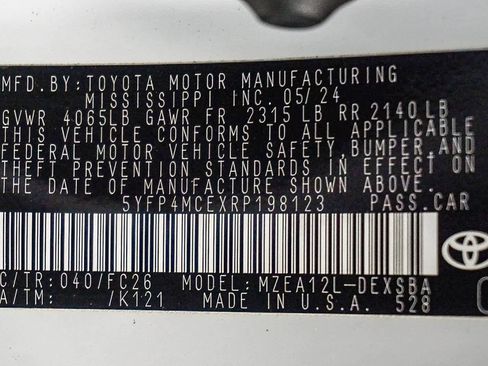 MFD. BY: TOYOTA MOTOR MANUFACTURING
MISSISSIPPI INC. 05/24
GVWR 4065LB GAWR FR 2315 LB RR 2140 LB
THIS VEHICLE CONFORMS TO ALL APPLICABLE
FEDERAL MOTOR VEHICLE SAFETY, BUMPER, AND
THEFT PREVENTION STANDARDS IN EFFECT ON
THE DATE OF MANUFACTURE SHOWN ABOVE.
5YFP4MCEXRP198123 PASS.CAR
C/TR: 040/FC26 MODEL: MZEA12L-DEXSBA
A/TM: /K121 MADE IN U.S.A. 528